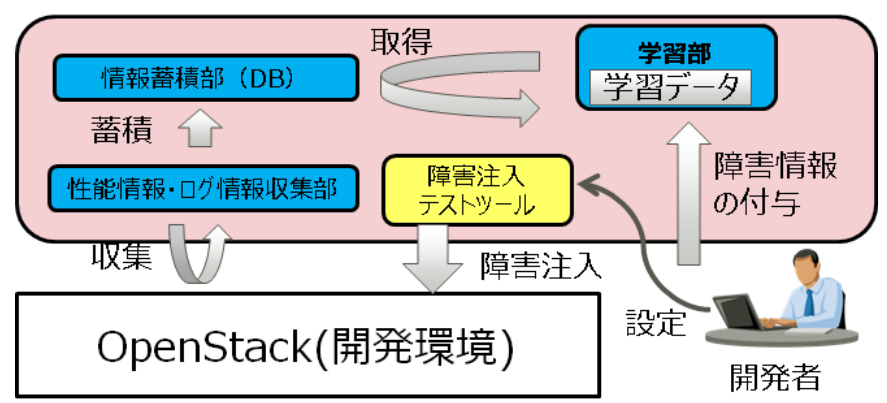 取得
学習部
学習データ
情報蓄積部（DB）
蓄積
性能情報・ログ情報収集部
障害注入
テストツール
障害情報
の付与
収集
障害注入
設定
OpenStack(開発環境)
開発者